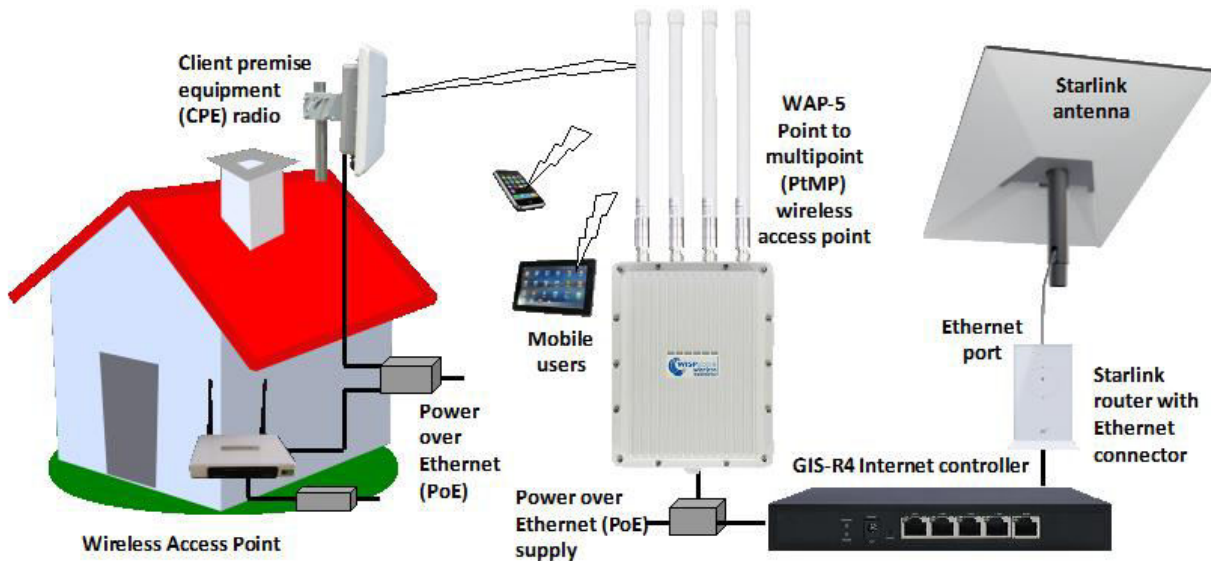 Client premise
equipment
(CPE) radio
WAP-5
Point to
multipoint
(PtMP)
wireless
access point
Starlink
antenna
Mobile
users
Ethernet
port
Starlink
router with
Ethernet
connector
Power
over
Ethernet
(PoE)
GIS-R4 Internet controller
Power over
Ethernet (PoE)
supply
Wireless Access Point